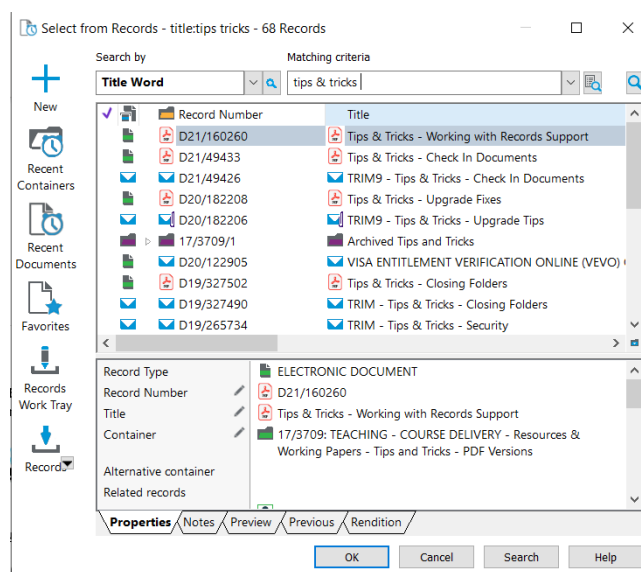 Select from Records - title:tips tricks - 68 Records
Search by
Matching criteria
Title Word
tips & tricks
New
Recent
Containers
Recent
Documents
Favorites
Records
Work Tray
Records
Record Number Title
D21/160260 Tips & Tricks - Working with Records Support
D21/49433 Tips & Tricks - Check In Documents
D21/49426 TRIM9 - Tips & Tricks - Check In Documents
D20/182208 Tips & Tricks - Upgrade Fixes
D20/182206 TRIM9 - Tips & Tricks - Upgrade Tips
17/3709/1 Archived Tips and Tricks
D20/122905 VISA ENTITLEMENT VERIFICATION ONLINE (VEVO)
D19/327502 Tips & Tricks - Closing Folders
D19/327490 TRIM - Tips & Tricks - Closing Folders
D19/265734 TRIM - Tips & Tricks - Security
Record Type ELECTRONIC DOCUMENT
Record Number D21/160260
Title Tips & Tricks - Working with Records Support
Container 17/3709: TEACHING - COURSE DELIVERY - Resources &
Working Papers - Tips and Tricks - PDF Versions
Alternative container
Related records
Properties Notes Preview Previous Rendition
OK Cancel Search Help